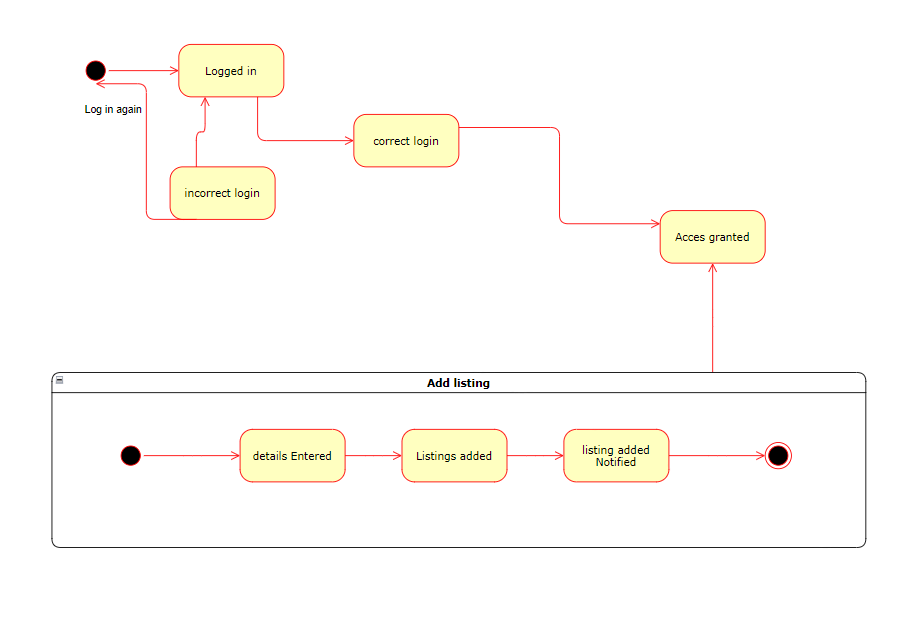 Logged in
Log in again
correct login
incorrect login
Acces granted
Add listing
details Entered
Listings added
listing added
Notified